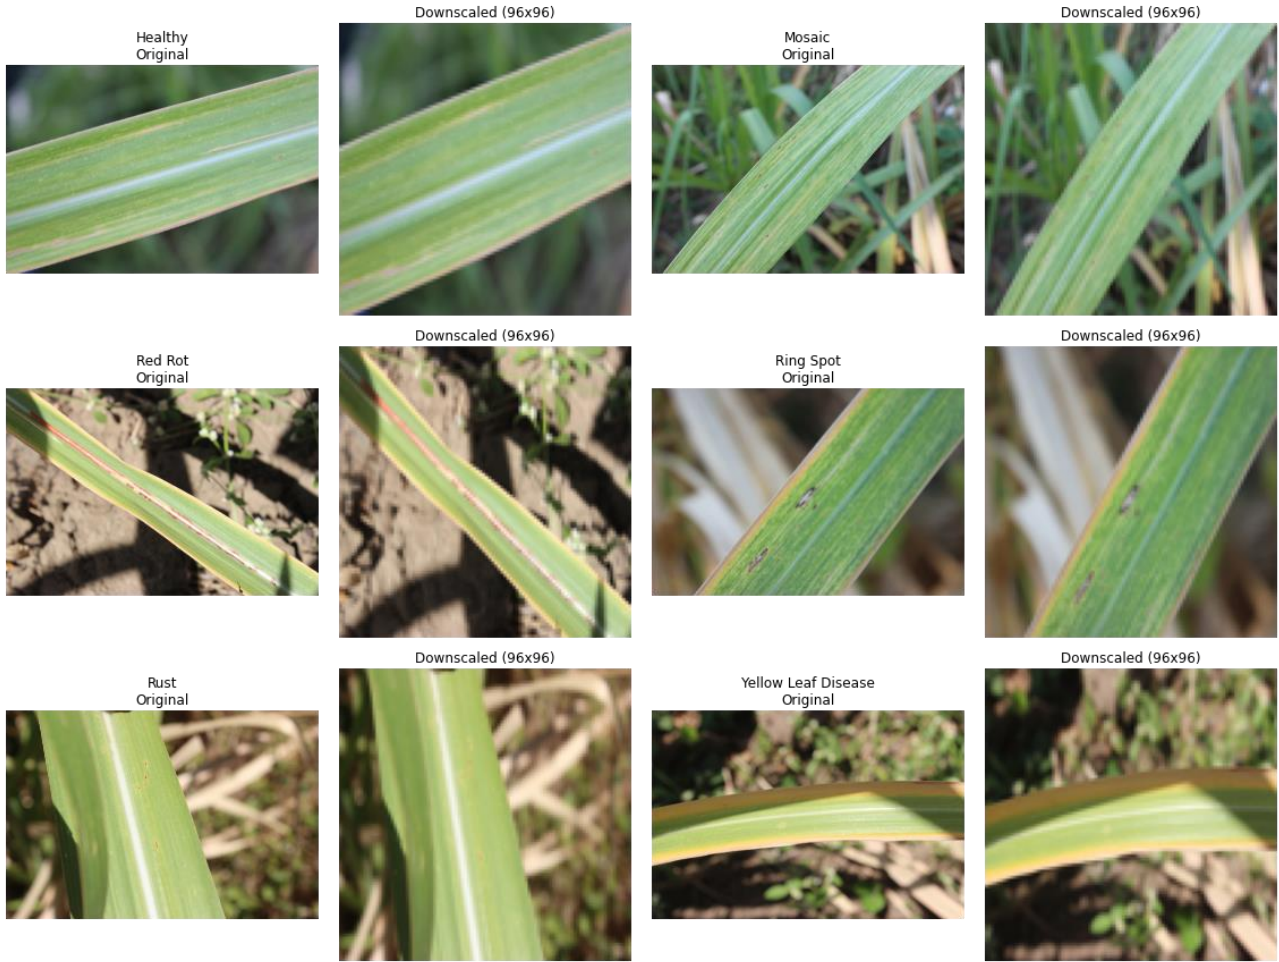 Healthy
Original
Downscaled (96x96)
Mosaic
Original
Downscaled (96x96)
Red Rot
Original
Downscaled (96x96)
Ring Spot
Original
Downscaled (96x96)
Rust
Original
Downscaled (96x96)
Yellow Leaf Disease
Original
Downscaled (96x96)